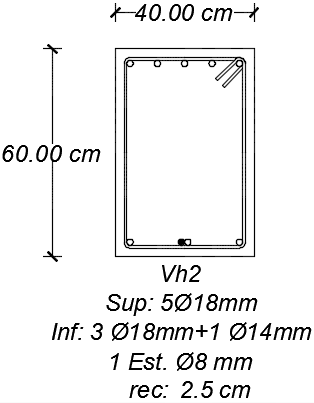 40.00 cm
60.00 cm
Vh2
Sup: 5Ø18mm
Inf: 3 Ø18mm+1 Ø14mm
1 Est. Ø8 mm
rec: 2.5 cm